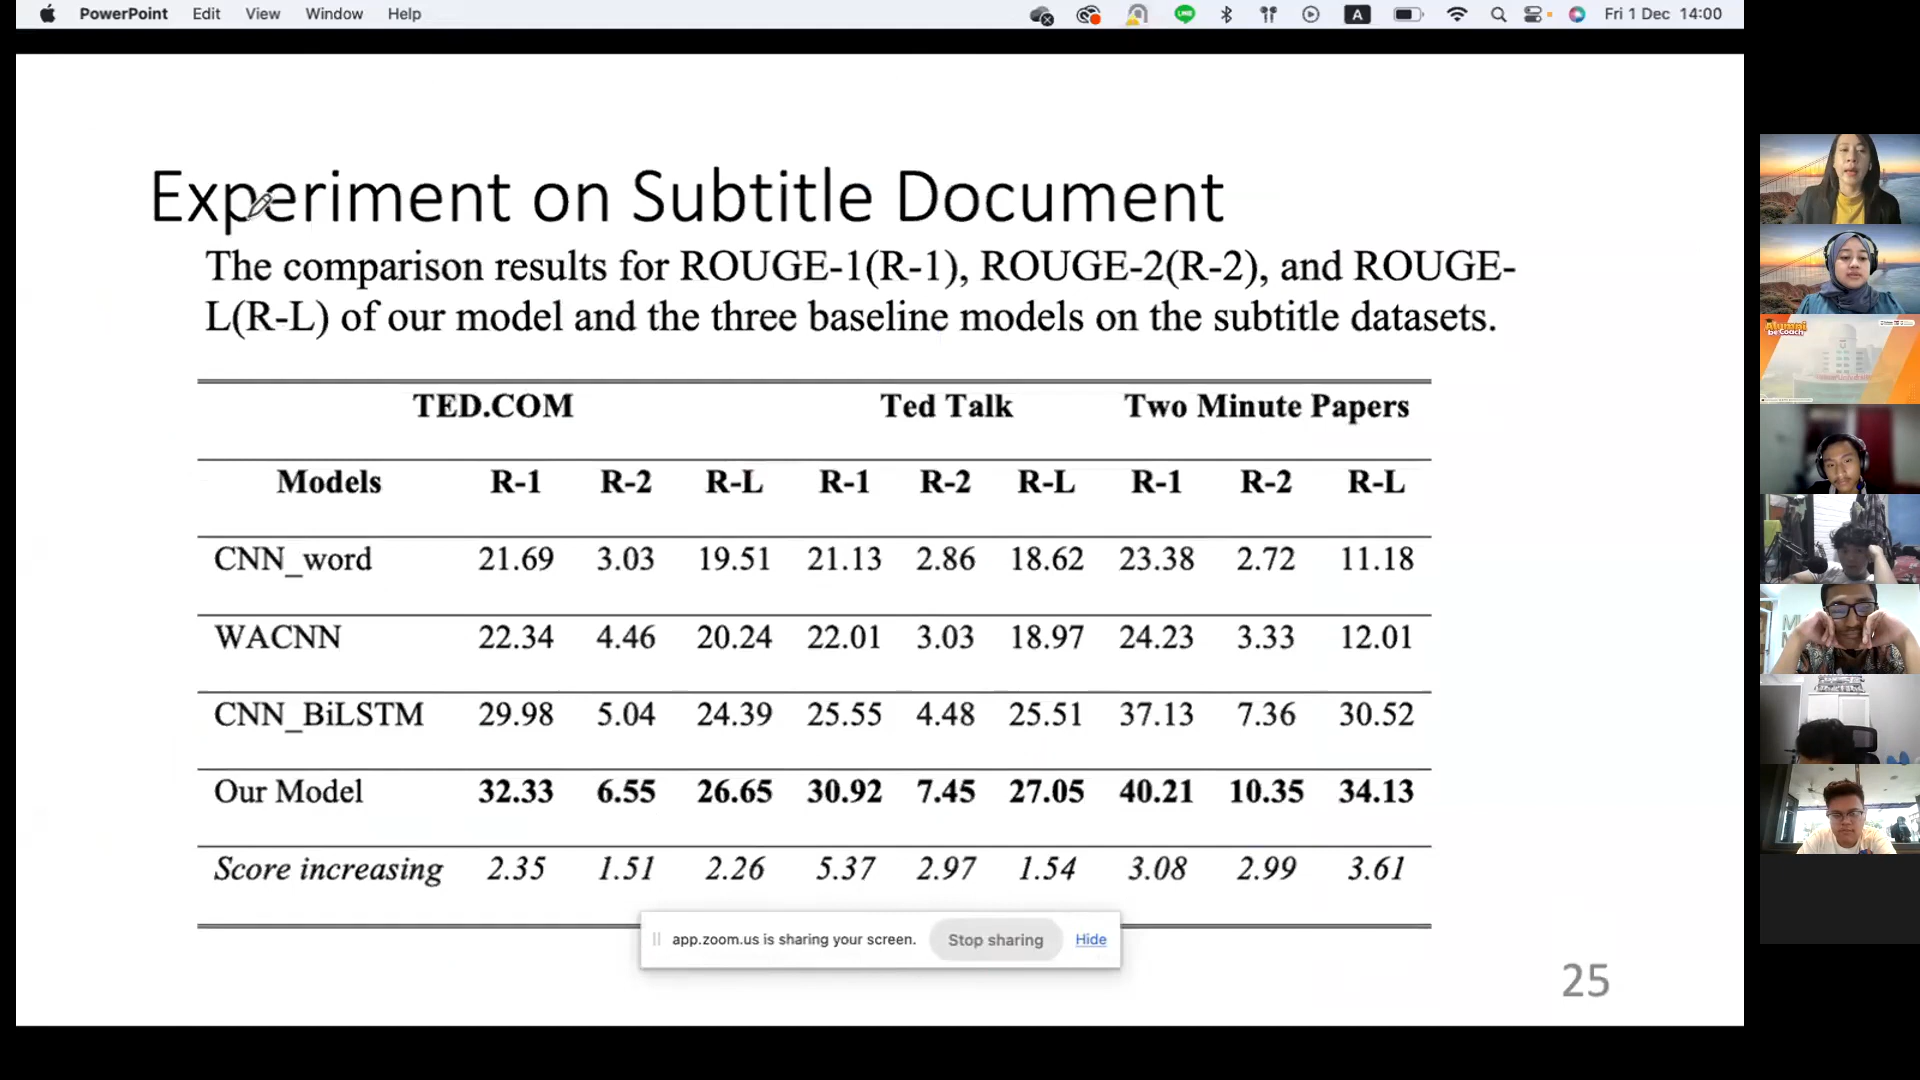 PowerPoint Edit View Window Help
A Fri 1 Dec 14:00
Experiment on Subtitle Document
The comparison results for ROUGE-1(R-1), ROUGE-2(R-2), and ROUGE-
L(R-L) of our model and the three baseline models on the subtitle datasets.
TED.COM Ted Talk Two Minute Papers
Models R-1 R-2 R-L R-1 R-2 R-L R-1 R-2 R-L
CNN_word 21.69 3.03 19.51 21.13 2.86 18.62 23.38 2.72 11.18
WACNN 22.34 4.46 20.24 22.01 3.03 18.97 24.23 3.33 12.01
CNN_BiLSTM 29.98 5.04 24.39 25.55 4.48 25.51 37.13 7.36 30.52
Our Model 32.33 6.55 26.65 30.92 7.45 27.05 40.21 10.35 34.13
Score increasing 2.35 1.51 2.26 5.37 2.97 1.54 3.08 2.99 3.61
app.zoom.us is sharing your screen. Stop sharing Hide
25
Alumni
be Coach